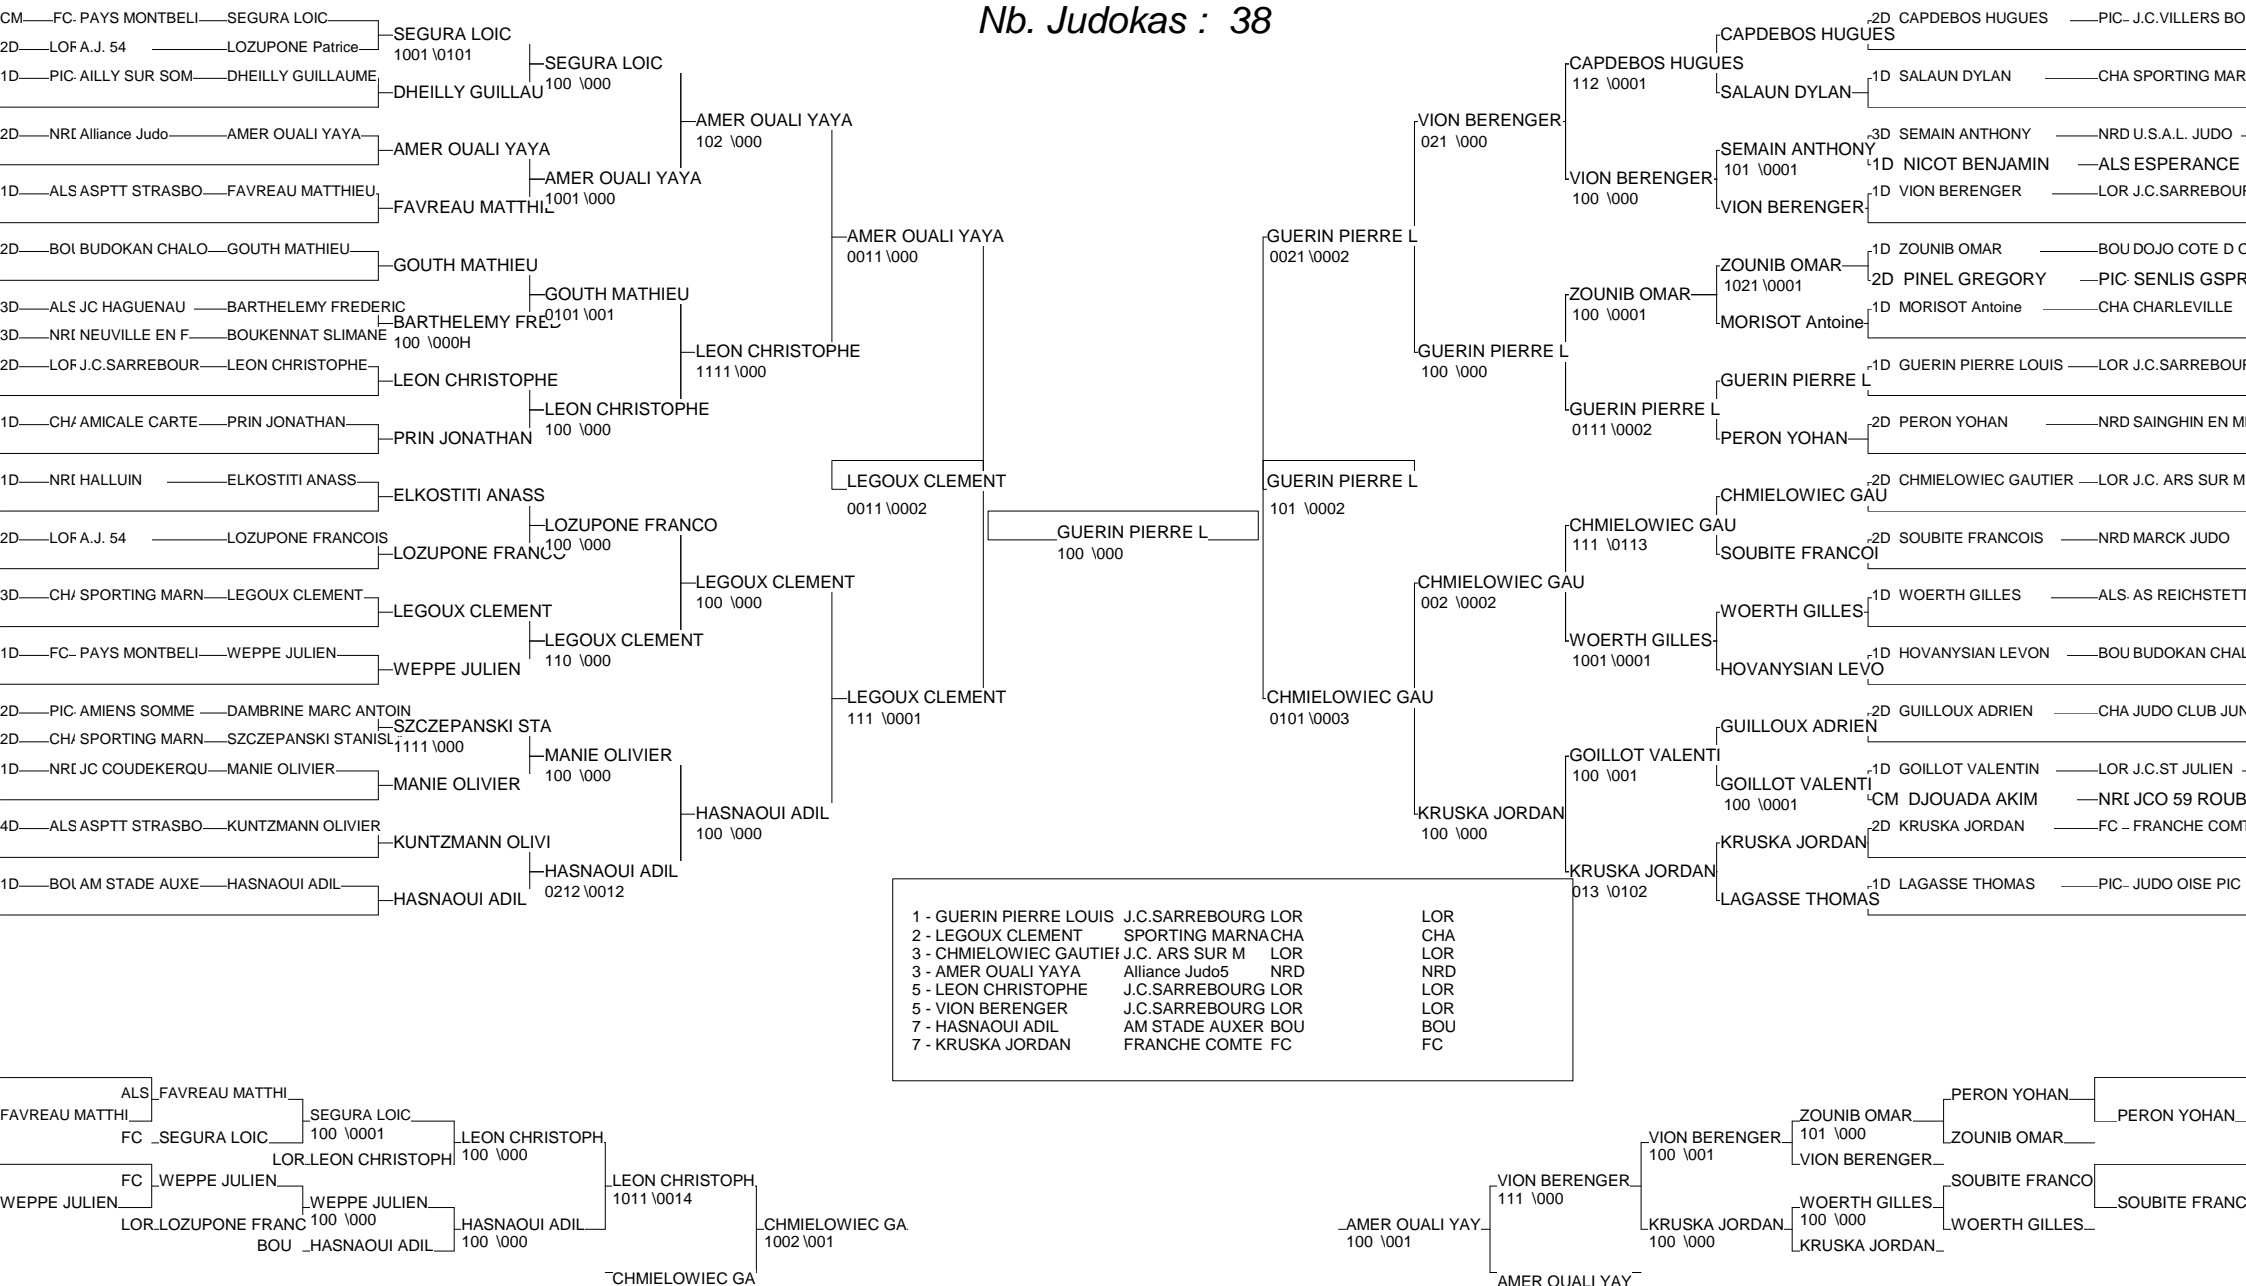 Nb. Judokas : 38
CM FC PAYS MONTBELI SEGURA LOIC
2D LOR A.J. 54 LOZUPONE Patrice
1D PIC AILLY SUR SOM DHEILLY GUILLAUME
2D NRD Alliance Judo AMER OUALI YAYA
1D ALS ASPTT STRASBO FAVREAU MATTHIEU
2D BOU BUDOKAN CHALO GOUTH MATHIEU
3D ALS JC HAGUENAU BARTHELEMY FREDERIC
3D NRD NEUVILLE EN F BOUKENNAT SLIMANE
2D LOR J.C.SARREBOUR LEON CHRISTOPHE
1D CHA AMICALE CARTE PRIN JONATHAN
1D NRD HALLUIN ELKOSTITI ANASS
2D LOR A.J. 54 LOZUPONE FRANCOIS
3D CHA SPORTING MARN LEGOUX CLEMENT
1D FC PAYS MONTBELI WEPPE JULIEN
2D PIC AMIENS SOMME DAMBRINE MARC ANTOIN
2D CHA SPORTING MARN SZCZEPANSKI STANISL
1D NRD JC COUDEKERQU MANIE OLIVIER
4D ALS ASPTT STRASBO KUNTZMANN OLIVIER
1D BOU AM STADE AUXE HASNAOUI ADIL
SEGURA LOIC
1001 \0101
DHEILLY GUILLAU
AMER OUALI YAYA
FAVREAU MATTHI
GOUTH MATHIEU
BARTHELEMY FRED
100 \000H
LEON CHRISTOPHE
PRIN JONATHAN
ELKOSTITI ANASS
LOZUPONE FRANCO
LEGOUX CLEMENT
WEPPE JULIEN
SZCZEPANSKI STA
1111 \000
MANIE OLIVIER
KUNTZMANN OLIVI
HASNAOUI ADIL
SEGURA LOIC
100 \000
AMER OUALI YAYA
1001 \000
GOUTH MATHIEU
0101 \001
LEON CHRISTOPHE
100 \000
LOZUPONE FRANCO
100 \000
LEGOUX CLEMENT
110 \000
MANIE OLIVIER
100 \000
HASNAOUI ADIL
0212 \0012
AMER OUALI YAYA
102 \000
LEON CHRISTOPHE
1111 \000
LEGOUX CLEMENT
100 \000
HASNAOUI ADIL
100 \000
AMER OUALI YAYA
0011 \000
LEGOUX CLEMENT
0011 \0002
LEGOUX CLEMENT
111 \0001
GUERIN PIERRE L
100 \000
GUERIN PIERRE L
0021 \0002
GUERIN PIERRE L
101 \0002
CHMIELOWIEC GAU
0101 \0003
VION BERENGER
021 \000
GUERIN PIERRE L
100 \000
CHMIELOWIEC GAU
002 \0002
KRUSKA JORDAN
100 \000
CAPDEBOS HUGUES
112 \0001
VION BERENGER
100 \000
ZOUNIB OMAR
100 \0001
GUERIN PIERRE L
0111 \0002
CHMIELOWIEC GAU
111 \0113
WOERTH GILLES
1001 \0001
GOILLOT VALENTI
100 \001
KRUSKA JORDAN
013 \0102
CAPDEBOS HUGUES
SALAUN DYLAN
SEMAIN ANTHONY
101 \0001
VION BERENGER
ZOUNIB OMAR
1021 \0001
MORISOT Antoine
GUERIN PIERRE L
PERON YOHAN
CHMIELOWIEC GAU
SOUBITE FRANCOI
WOERTH GILLES
HOVANYSIAN LEVO
GUILLOUX ADRIEN
GOILLOT VALENTI
100 \0001
KRUSKA JORDAN
LAGASSE THOMAS
2D CAPDEBOS HUGUES PIC J.C.VILLERS BO
1D SALAUN DYLAN CHA SPORTING MAR
3D SEMAIN ANTHONY NRD U.S.A.L. JUDO
1D NICOT BENJAMIN ALS ESPERANCE
1D VION BERENGER LOR J.C.SARREBOUR
1D ZOUNIB OMAR BOU DOJO COTE D O
2D PINEL GREGORY PIC SENLIS GSPR
1D MORISOT Antoine CHA CHARLEVILLE
1D GUERIN PIERRE LOUIS LOR J.C.SARREBOUR
2D PERON YOHAN NRD SAINGHIN EN M
2D CHMIELOWIEC GAUTIER LOR J.C. ARS SUR M
2D SOUBITE FRANCOIS NRD MARCK JUDO
1D WOERTH GILLES ALS AS REICHSTETT
1D HOVANYSIAN LEVON BOU BUDOKAN CHAL
2D GUILLOUX ADRIEN CHA JUDO CLUB JUN
1D GOILLOT VALENTIN LOR J.C.ST JULIEN
CM DJOUADA AKIM NRD JCO 59 ROUB
2D KRUSKA JORDAN FC FRANCHE COMT
1D LAGASSE THOMAS PIC JUDO OISE PIC
1 - GUERIN PIERRE LOUIS J.C.SARREBOURG LOR LOR
2 - LEGOUX CLEMENT SPORTING MARNA CHA CHA
3 - CHMIELOWIEC GAUTIER J.C. ARS SUR M LOR LOR
3 - AMER OUALI YAYA Alliance Judo5 NRD NRD
5 - LEON CHRISTOPHE J.C.SARREBOURG LOR LOR
5 - VION BERENGER J.C.SARREBOURG LOR LOR
7 - HASNAOUI ADIL AM STADE AUXER BOU BOU
7 - KRUSKA JORDAN FRANCHE COMTE FC FC
FAVREAU MATTHI
WEPPE JULIEN
ALS FAVREAU MATTHI
FC SEGURA LOIC
FC WEPPE JULIEN
LOR LOZUPONE FRANC
SEGURA LOIC
100 \0001
LOR LEON CHRISTOPH
WEPPE JULIEN
100 \000
BOU HASNAOUI ADIL
LEON CHRISTOPH
100 \000
HASNAOUI ADIL
100 \000
LEON CHRISTOPH
1011 \0014
CHMIELOWIEC GA
CHMIELOWIEC GA
1002 \001
AMER OUALI YAY
100 \001
VION BERENGER
111 \000
AMER OUALI YAY
VION BERENGER
100 \001
KRUSKA JORDAN
100 \000
ZOUNIB OMAR
101 \000
VION BERENGER
WOERTH GILLES
100 \000
KRUSKA JORDAN
PERON YOHAN
ZOUNIB OMAR
SOUBITE FRANCO
WOERTH GILLES
PERON YOHAN
SOUBITE FRANC